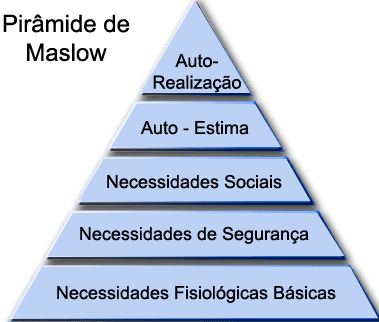 Pirâmide de
Maslow
Auto-
Realização
Auto - Estima
Necessidades Sociais
Necessidades de Segurança
Necessidades Fisiológicas Básicas